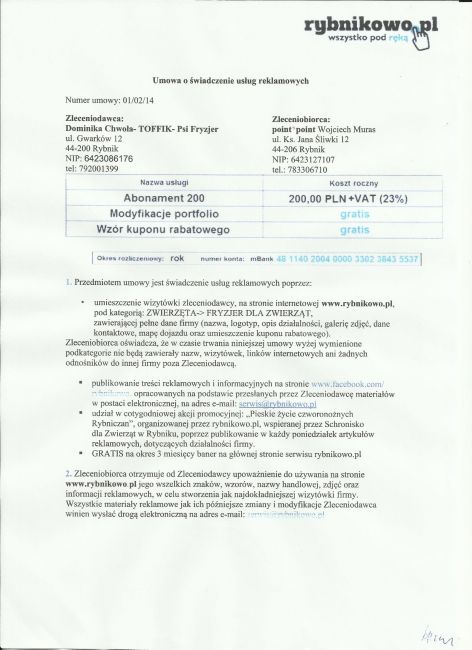 rybnikowo.pl
wszystko pod ręką
Umowa o świadczenie usług reklamowych
Numer umowy: 01/02/14
Zleceniodawca:
Dominika Chwoła- TOFFIK- Psi Fryzjer
ul. Gwarków 12
44-200 Rybnik
NIP: 6423086176
tel: 792001399
Zleceniobiorca:
point*point Wojciech Muras
ul. Ks. Jana Śliwki 12
44-206 Rybnik
NIP: 6423127107
tel.: 783306710
Nazwa usługi Koszt roczny
Abonament 200 200,00 PLN+VAT (23%)
Modyfikacje portfolio gratis
Wzór kuponu rabatowego gratis
Okres rozliczeniowy: rok numer konta: mBank 48 1140 2004 0000 3302 3843 5537
1. Przedmiotem umowy jest świadczenie usług reklamowych poprzez:
• umieszczenie wizytówki zleceniodawcy, na stronie internetowej www.rybnikowo.pl,
pod kategorią: ZWIERZĘTA-> FRYZJER DLA ZWIERZĄT,
zawierającej pełne dane firmy (nazwa, logotyp, opis działalności, galerię zdjęć, dane
kontaktowe, mapę dojazdu oraz umieszczenie kuponu rabatowego).
Zleceniobiorca oświadcza, że w czasie trwania niniejszej umowy wyżej wymienione
podkategorie nie będą zawierały nazw, wizytówek, linków internetowych ani żadnych
odnośników do innej firmy poza Zleceniodawcą.
▪ publikowanie treści reklamowych i informacyjnych na stronie www.facebook.com/
rybnikowo opracowanych na podstawie przesłanych przez Zleceniodawcę materiałów
w postaci elektronicznej, na adres e-mail: serwis@rybnikowo.pl
▪ udział w cotygodniowej akcji promocyjnej: „Pieskie życie czworonożnych
Rybniczan”, organizowanej przez rybnikowo.pl, wspieranej przez Schronisko
dla Zwierząt w Rybniku, poprzez publikowanie w każdy poniedziałek artykułów
reklamowych, dotyczących działalności firmy.
▪ GRATIS na okres 3 miesięcy baner na głównej stronie serwisu rybnikowo.pl
2. Zleceniobiorca otrzymuje od Zleceniodawcy upoważnienie do używania na stronie
www.rybnikowo.pl jego wszelkich znaków, wzorów, nazwy handlowej, zdjęć oraz
informacji reklamowych, w celu stworzenia jak najdokładniejszej wizytówki firmy.
Wszystkie materiały reklamowe jak ich późniejsze zmiany i modyfikacje Zleceniodawca
winien wysłać drogą elektroniczną na adres e-mail: serwis@rybnikowo.pl